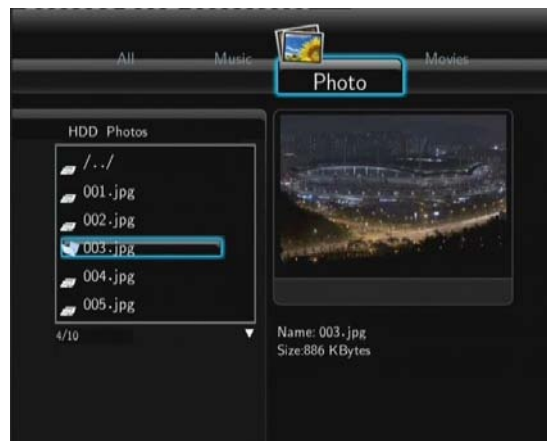 All Music Photo Movies
HDD Photos
/../
001.jpg
002.jpg
003.jpg
004.jpg
005.jpg
4/10
Name: 003.jpg
Size:886 KBytes